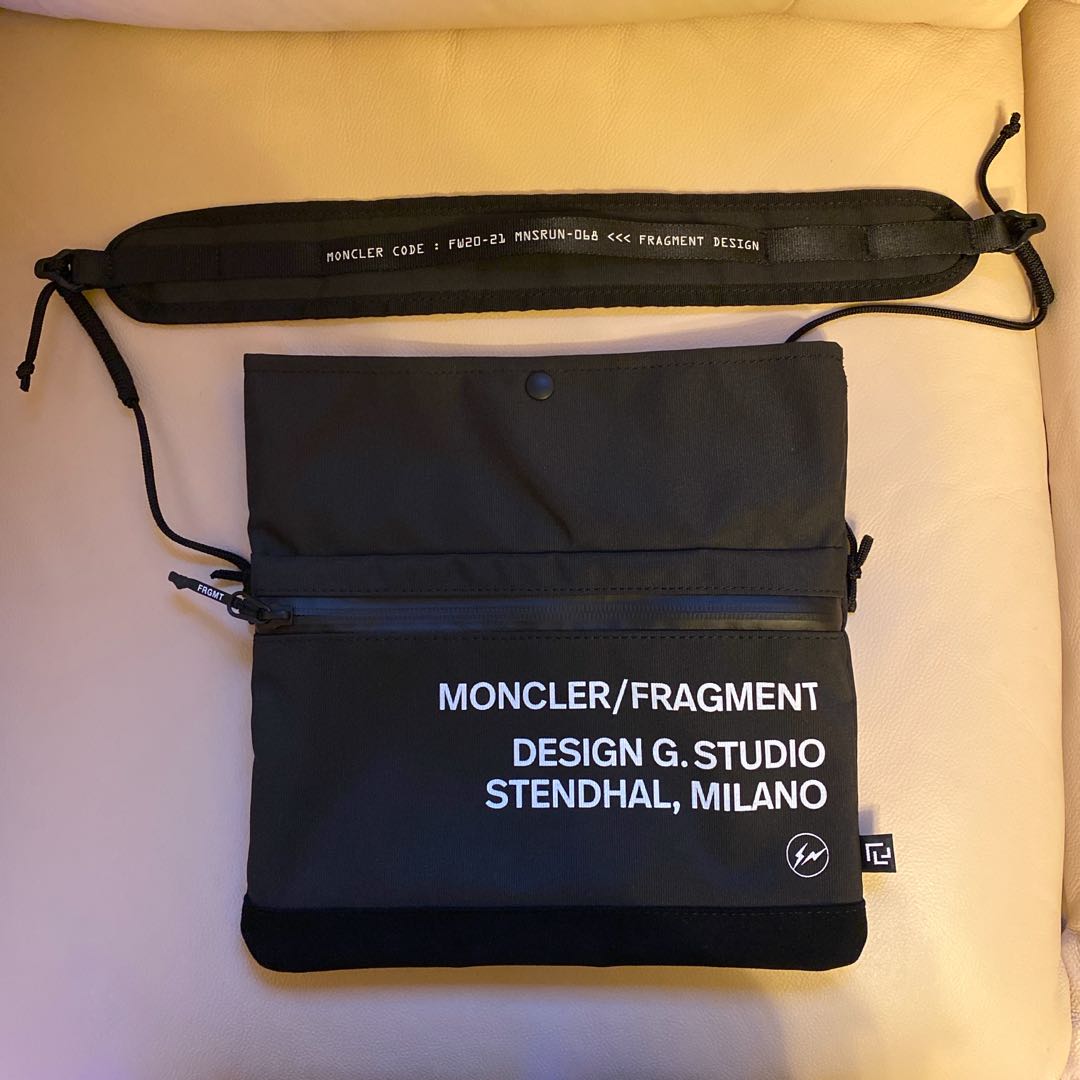 MONCLER CODE : FW20-21 MNSRUN-068 <<< FRAGMENT DESIGN
FRGMT
MONCLER/FRAGMENT
DESIGN G. STUDIO
STENDHAL, MILANO